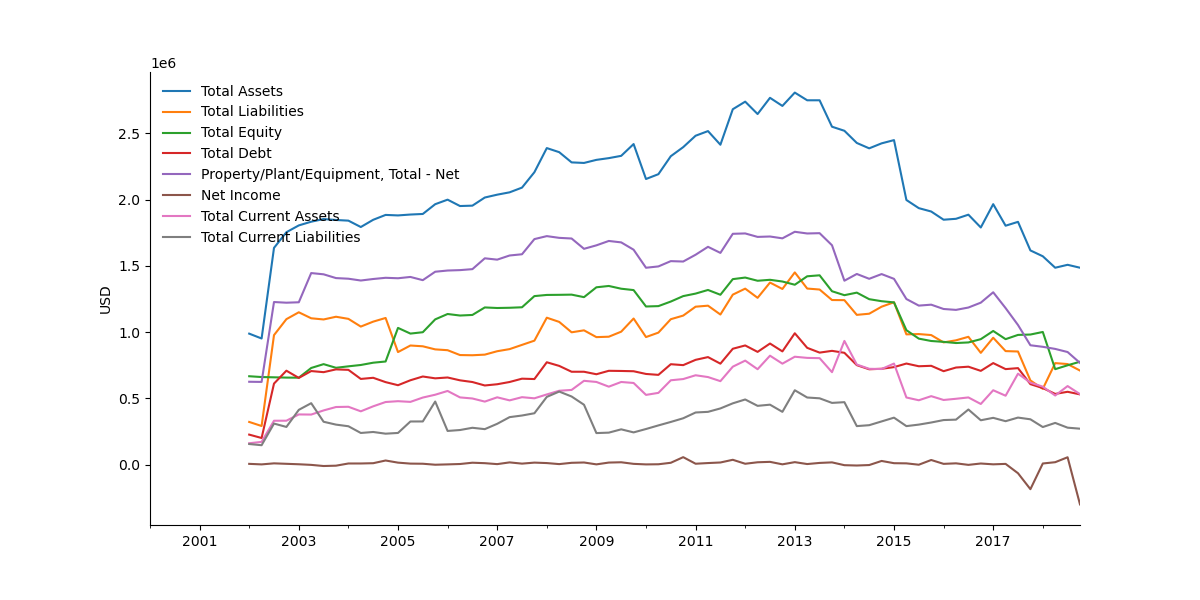 1e6
Total Assets
Total Liabilities
Total Equity
Total Debt
Property/Plant/Equipment, Total - Net
Net Income
Total Current Assets
Total Current Liabilities
2.5
2.0
1.5
1.0
0.5
0.0
USD
2001 2003 2005 2007 2009 2011 2013 2015 2017